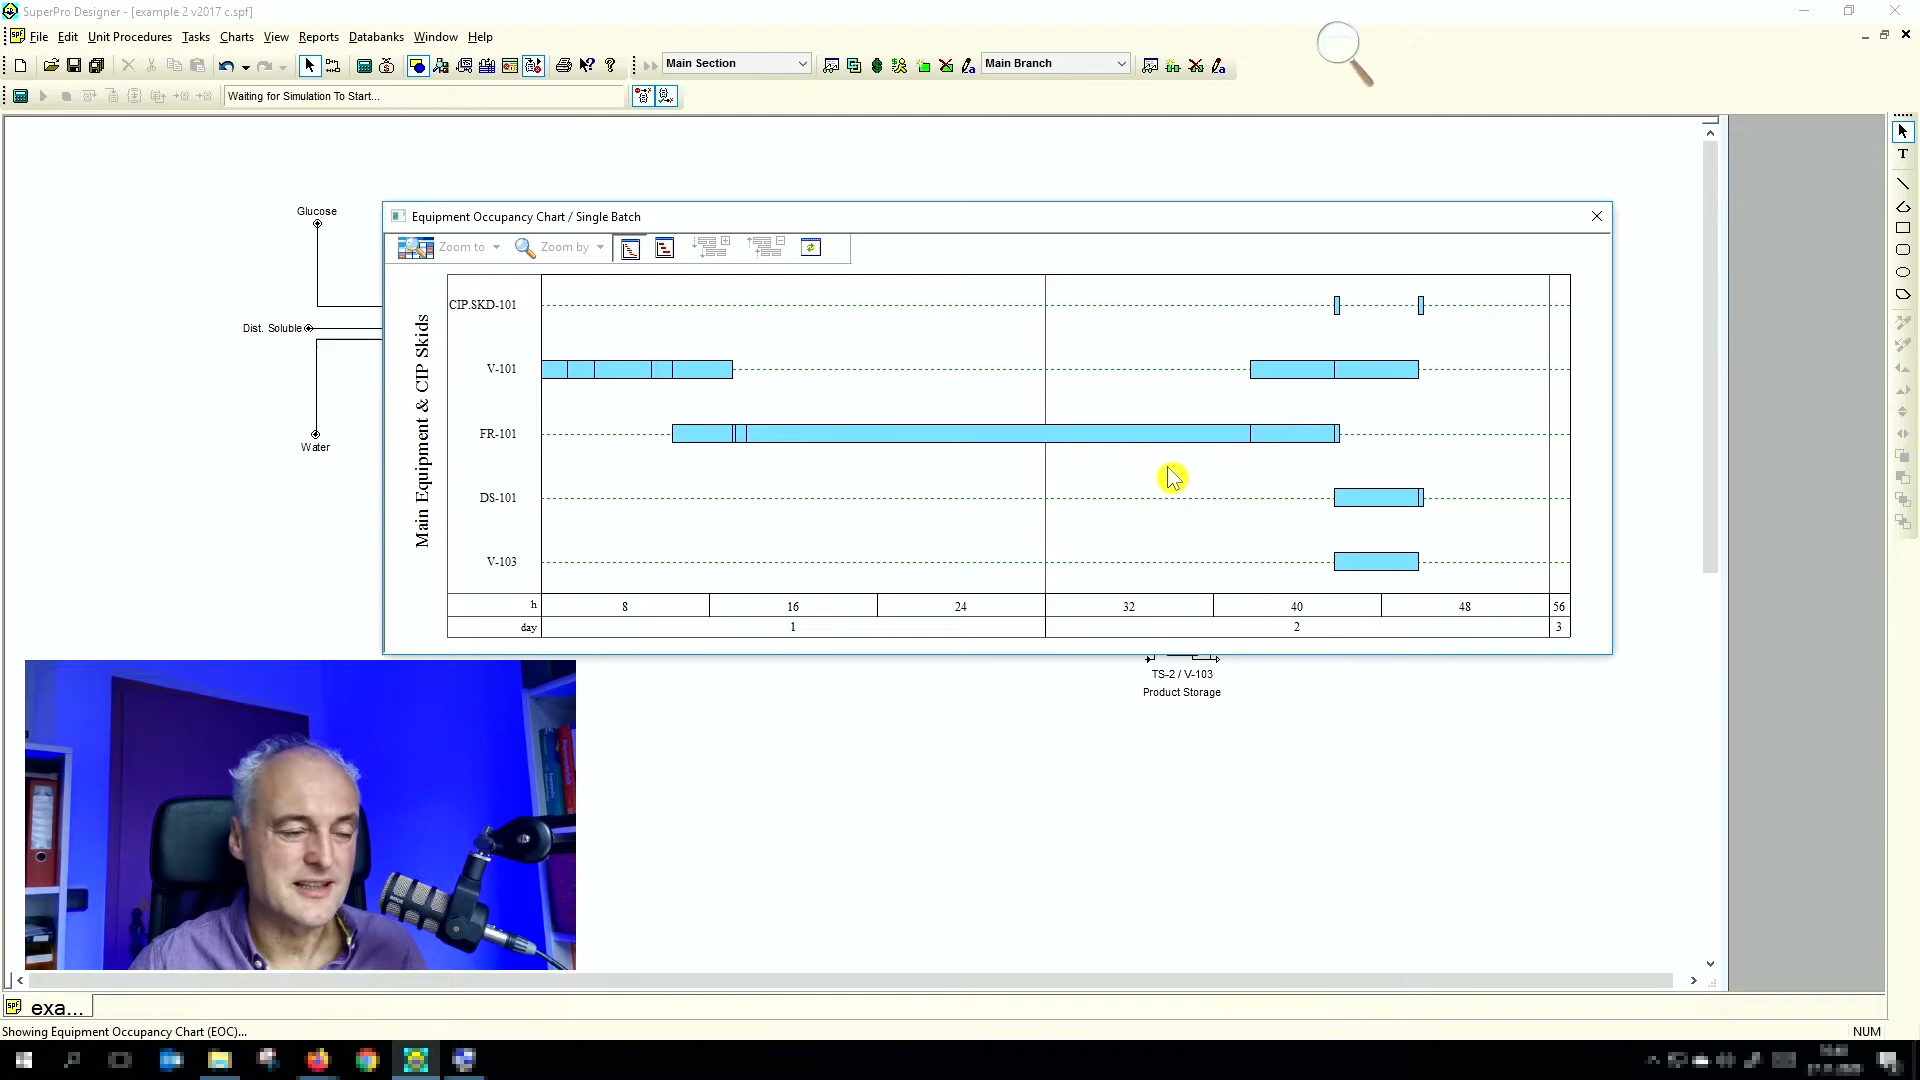 SuperPro Designer - [example 2 v2017 c.spf]
File Edit Unit Procedures Tasks Charts View Reports Databanks Window Help
Main Section
Main Branch
Waiting for Simulation To Start...
Glucose
Dist. Soluble
Water
Equipment Occupancy Chart / Single Batch
Zoom to Zoom by
Main Equipment & CIP Skids
CIP.SKD-101
V-101
FR-101
DS-101
V-103
h 8 16 24 32 40 48 56
day 1 2 3
TS-2 / V-103
Product Storage
RODE
exa...
Showing Equipment Occupancy Chart (EOC)...
NUM